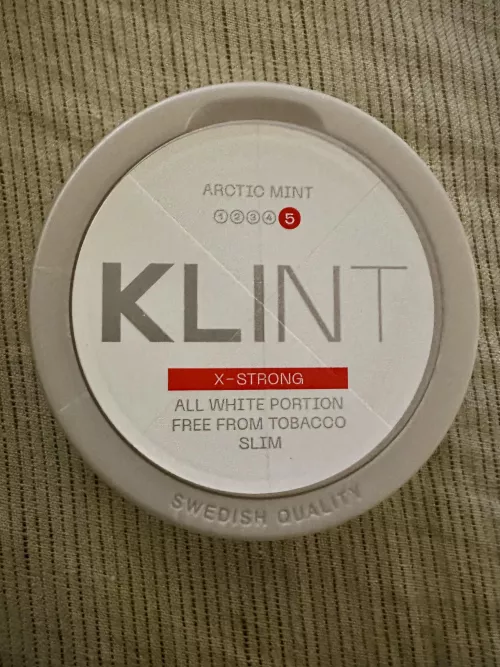 ARCTIC MINT
1 2 3 4 5
KLINT
X-STRONG
ALL WHITE PORTION
FREE FROM TOBACCO
SLIM
SWEDISH QUALITY